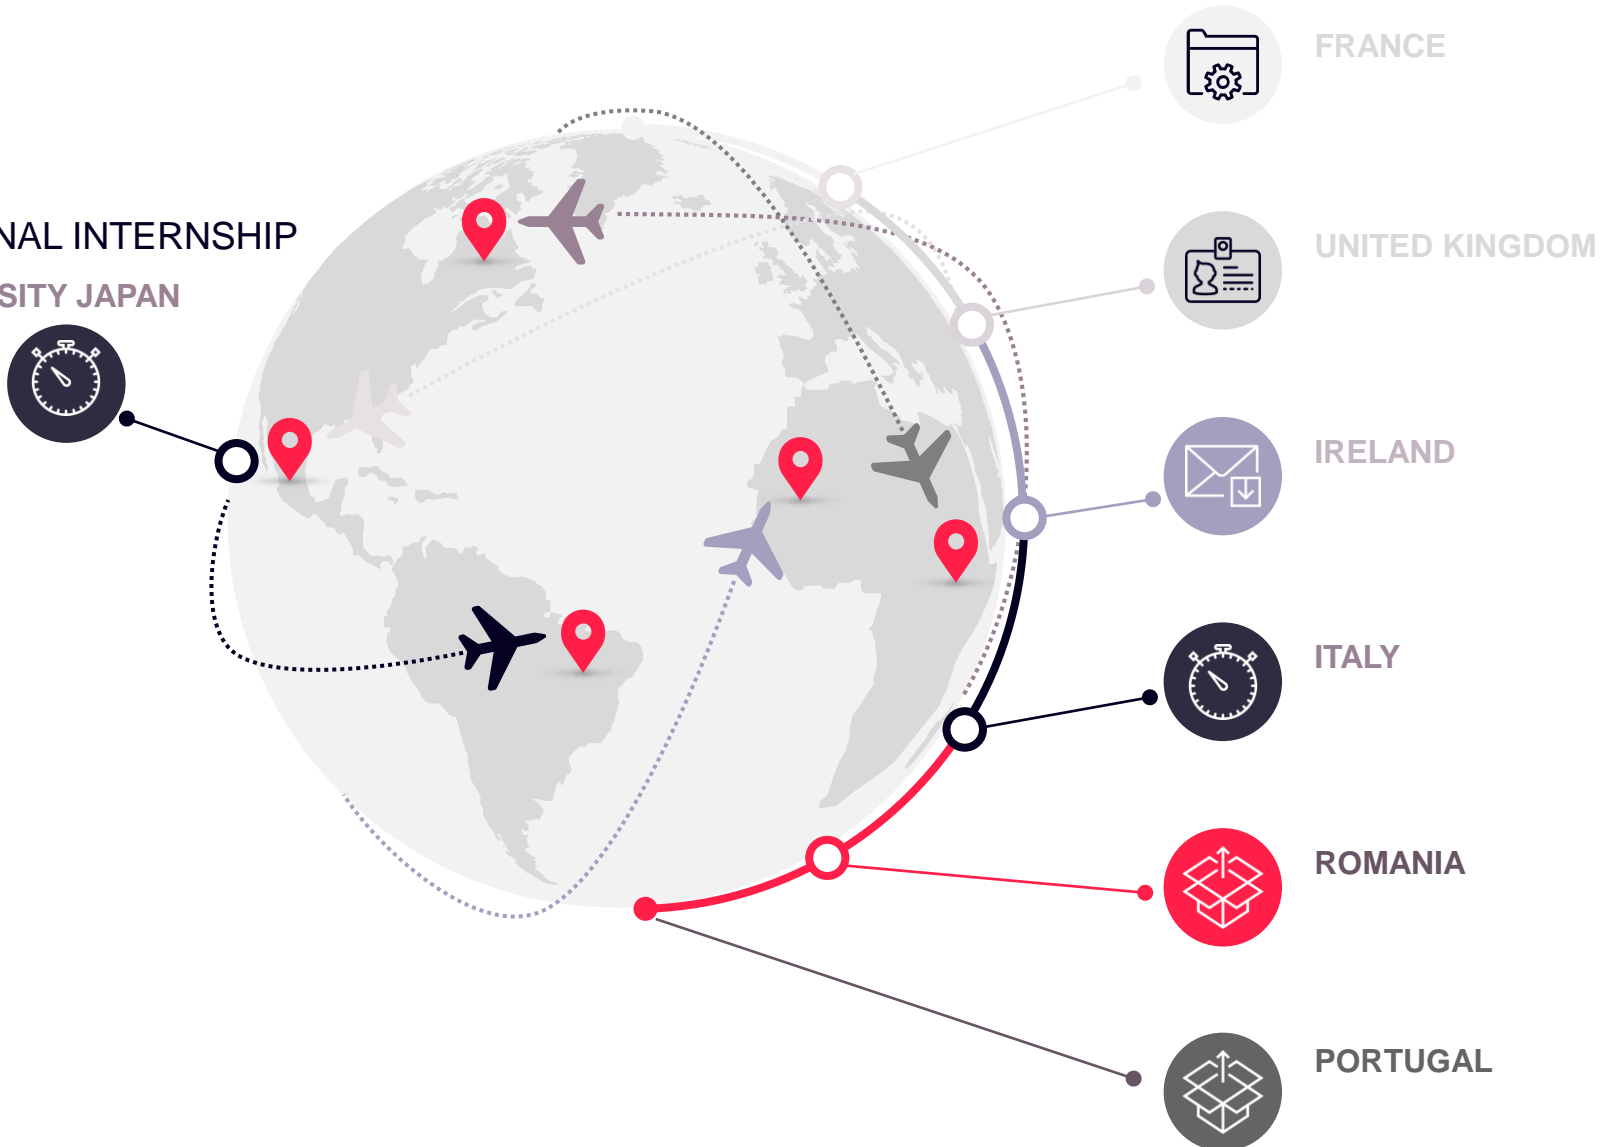 FRANCE
NAL INTERNSHIP
SITY JAPAN
UNITED KINGDOM
IRELAND
ITALY
ROMANIA
PORTUGAL